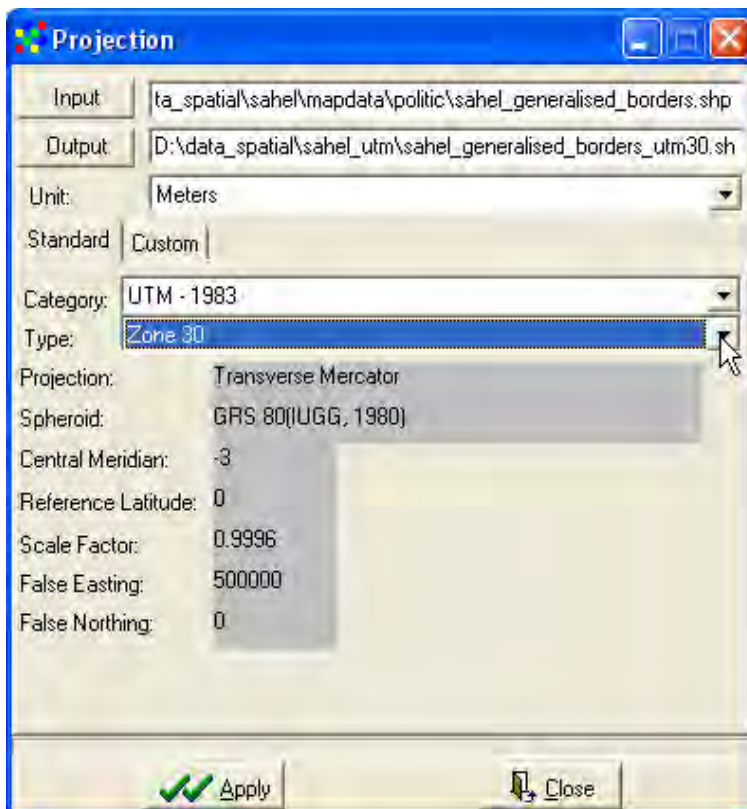 Projection
Input ta_spatial\sahel\mapdata\politic\sahel_generalised_borders.shp
Output D:\data_spatial\sahel_utm\sahel_generalised_borders_utm30.sh
Unit: Meters
Standard Custom
Category: UTM - 1983
Type: Zone 30
Projection: Transverse Mercator
Spheroid: GRS 80(IUGG, 1980)
Central Meridian: -3
Reference Latitude: 0
Scale Factor: 0.9996
False Easting: 500000
False Northing: 0
Apply Close